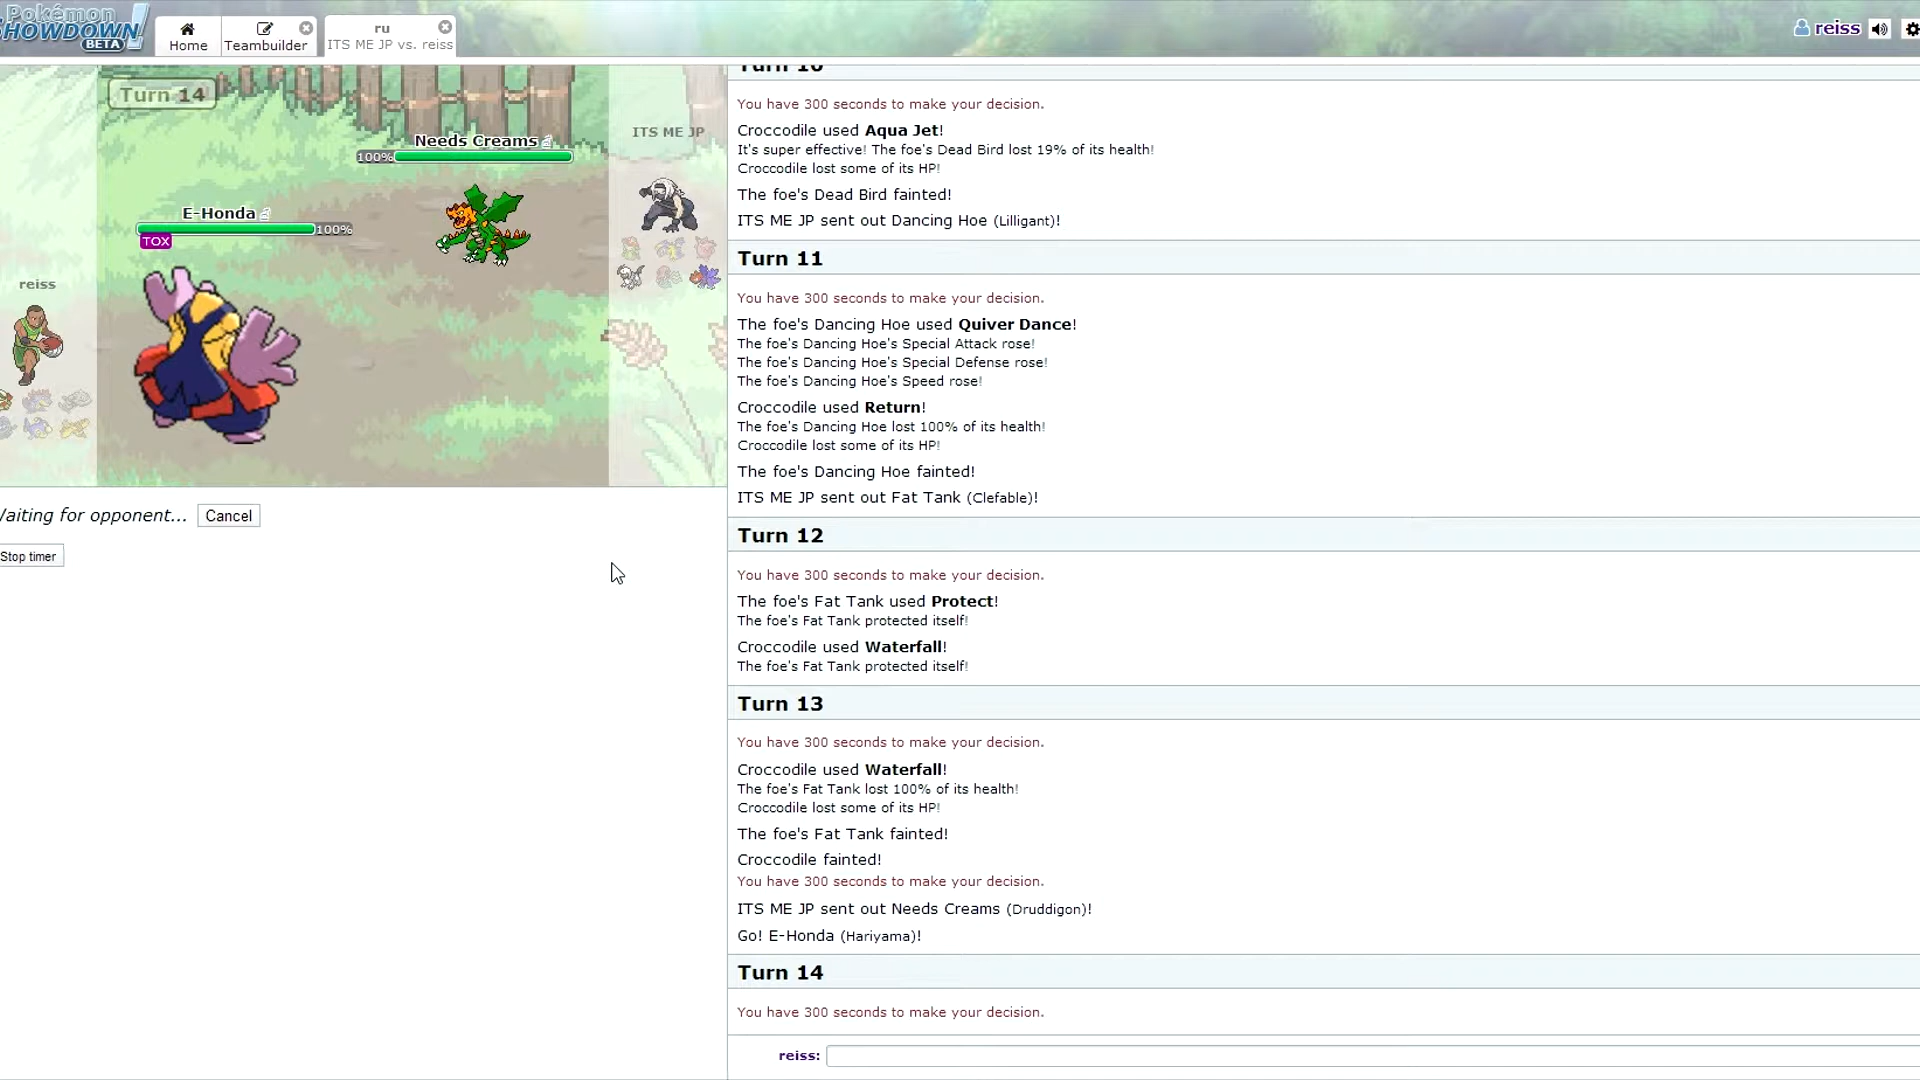 Pokémon
SHOWDOWN!
BETA
Home
Teambuilder
ru
ITS ME JP vs. reiss
reiss
Turn 14
Needs Creams
100%
E-Honda
100%
TOX
ITS ME JP
reiss
Waiting for opponent...
Cancel
Stop timer
Turn 10
You have 300 seconds to make your decision.
Croccodile used Aqua Jet!
It's super effective! The foe's Dead Bird lost 19% of its health!
Croccodile lost some of its HP!
The foe's Dead Bird fainted!
ITS ME JP sent out Dancing Hoe (Lilligant)!
Turn 11
You have 300 seconds to make your decision.
The foe's Dancing Hoe used Quiver Dance!
The foe's Dancing Hoe's Special Attack rose!
The foe's Dancing Hoe's Special Defense rose!
The foe's Dancing Hoe's Speed rose!
Croccodile used Return!
The foe's Dancing Hoe lost 100% of its health!
Croccodile lost some of its HP!
The foe's Dancing Hoe fainted!
ITS ME JP sent out Fat Tank (Clefable)!
Turn 12
You have 300 seconds to make your decision.
The foe's Fat Tank used Protect!
The foe's Fat Tank protected itself!
Croccodile used Waterfall!
The foe's Fat Tank protected itself!
Turn 13
You have 300 seconds to make your decision.
Croccodile used Waterfall!
The foe's Fat Tank lost 100% of its health!
Croccodile lost some of its HP!
The foe's Fat Tank fainted!
Croccodile fainted!
You have 300 seconds to make your decision.
ITS ME JP sent out Needs Creams (Druddigon)!
Go! E-Honda (Hariyama)!
Turn 14
You have 300 seconds to make your decision.
reiss: